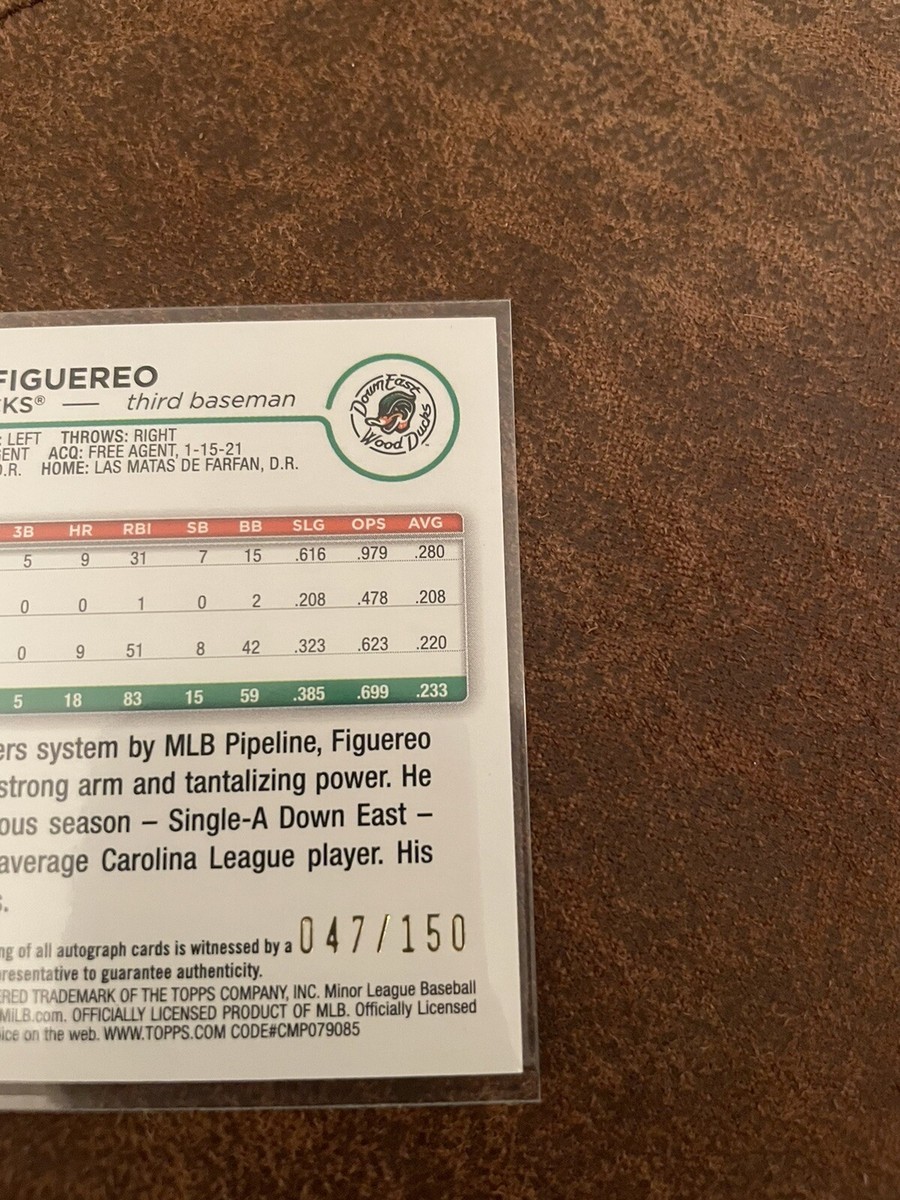 FIGUEREO
CKS® — third baseman
Down East
Wood Ducks
: LEFT THROWS: RIGHT
GENT ACQ: FREE AGENT, 1-15-21
D.R. HOME: LAS MATAS DE FARFAN, D.R.
3B HR RBI SB BB SLG OPS AVG
5 9 31 7 15 .616 .979 .280
0 0 1 0 2 .208 .478 .208
0 9 51 8 42 .323 .623 .220
5 18 83 15 59 .385 .699 .233
ers system by MLB Pipeline, Figuereo
strong arm and tantalizing power. He
ous season – Single-A Down East –
average Carolina League player. His
s.
ng of all autograph cards is witnessed by a 047/150
presentative to guarantee authenticity.
RED TRADEMARK OF THE TOPPS COMPANY, INC. Minor League Baseball
MiLB.com. OFFICIALLY LICENSED PRODUCT OF MLB. Officially Licensed
ice on the web. WWW.TOPPS.COM CODE#CMP079085